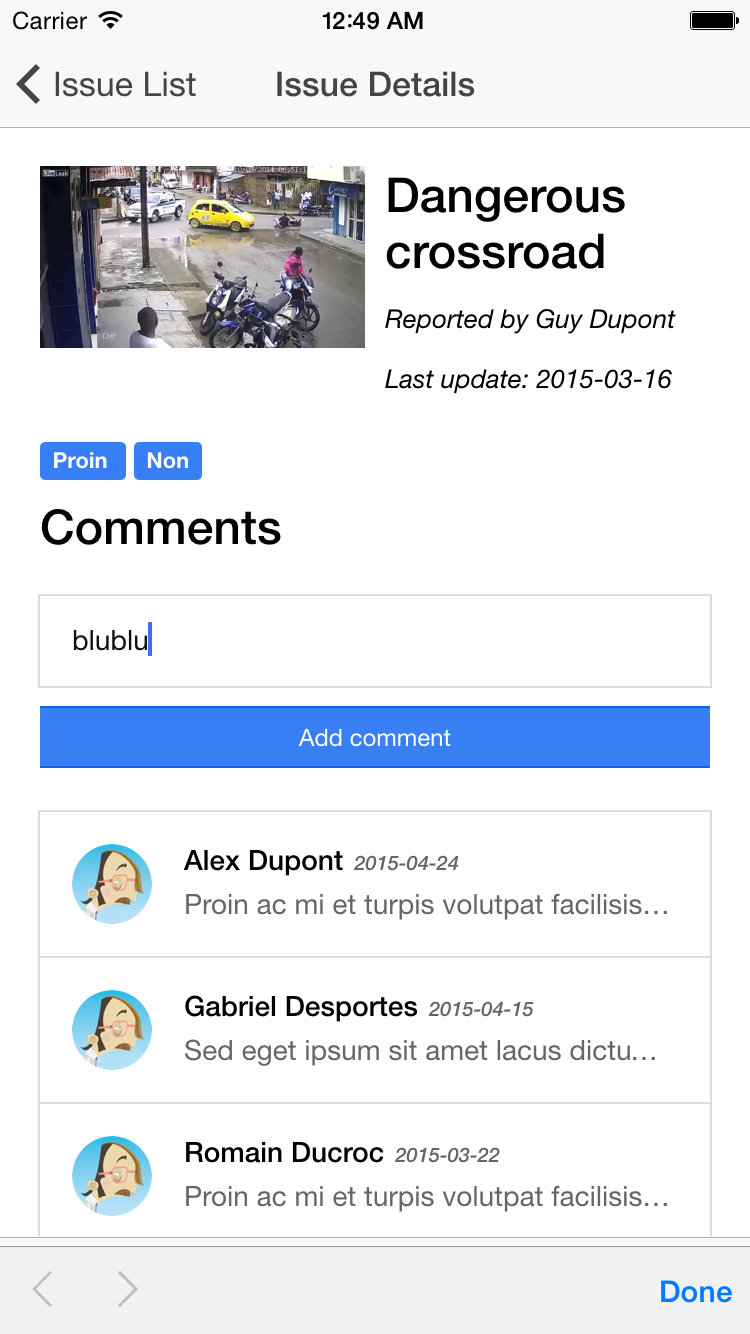 Carrier 12:49 AM
Issue List Issue Details
LiveLeak
Dangerous
crossroad
Reported by Guy Dupont
Last update: 2015-03-16
Proin Non
Comments
blublu
Add comment
Alex Dupont 2015-04-24
Proin ac mi et turpis volutpat facilisis…
Gabriel Desportes 2015-04-15
Sed eget ipsum sit amet lacus dictu…
Romain Ducroc 2015-03-22
Proin ac mi et turpis volutpat facilisis…
Done